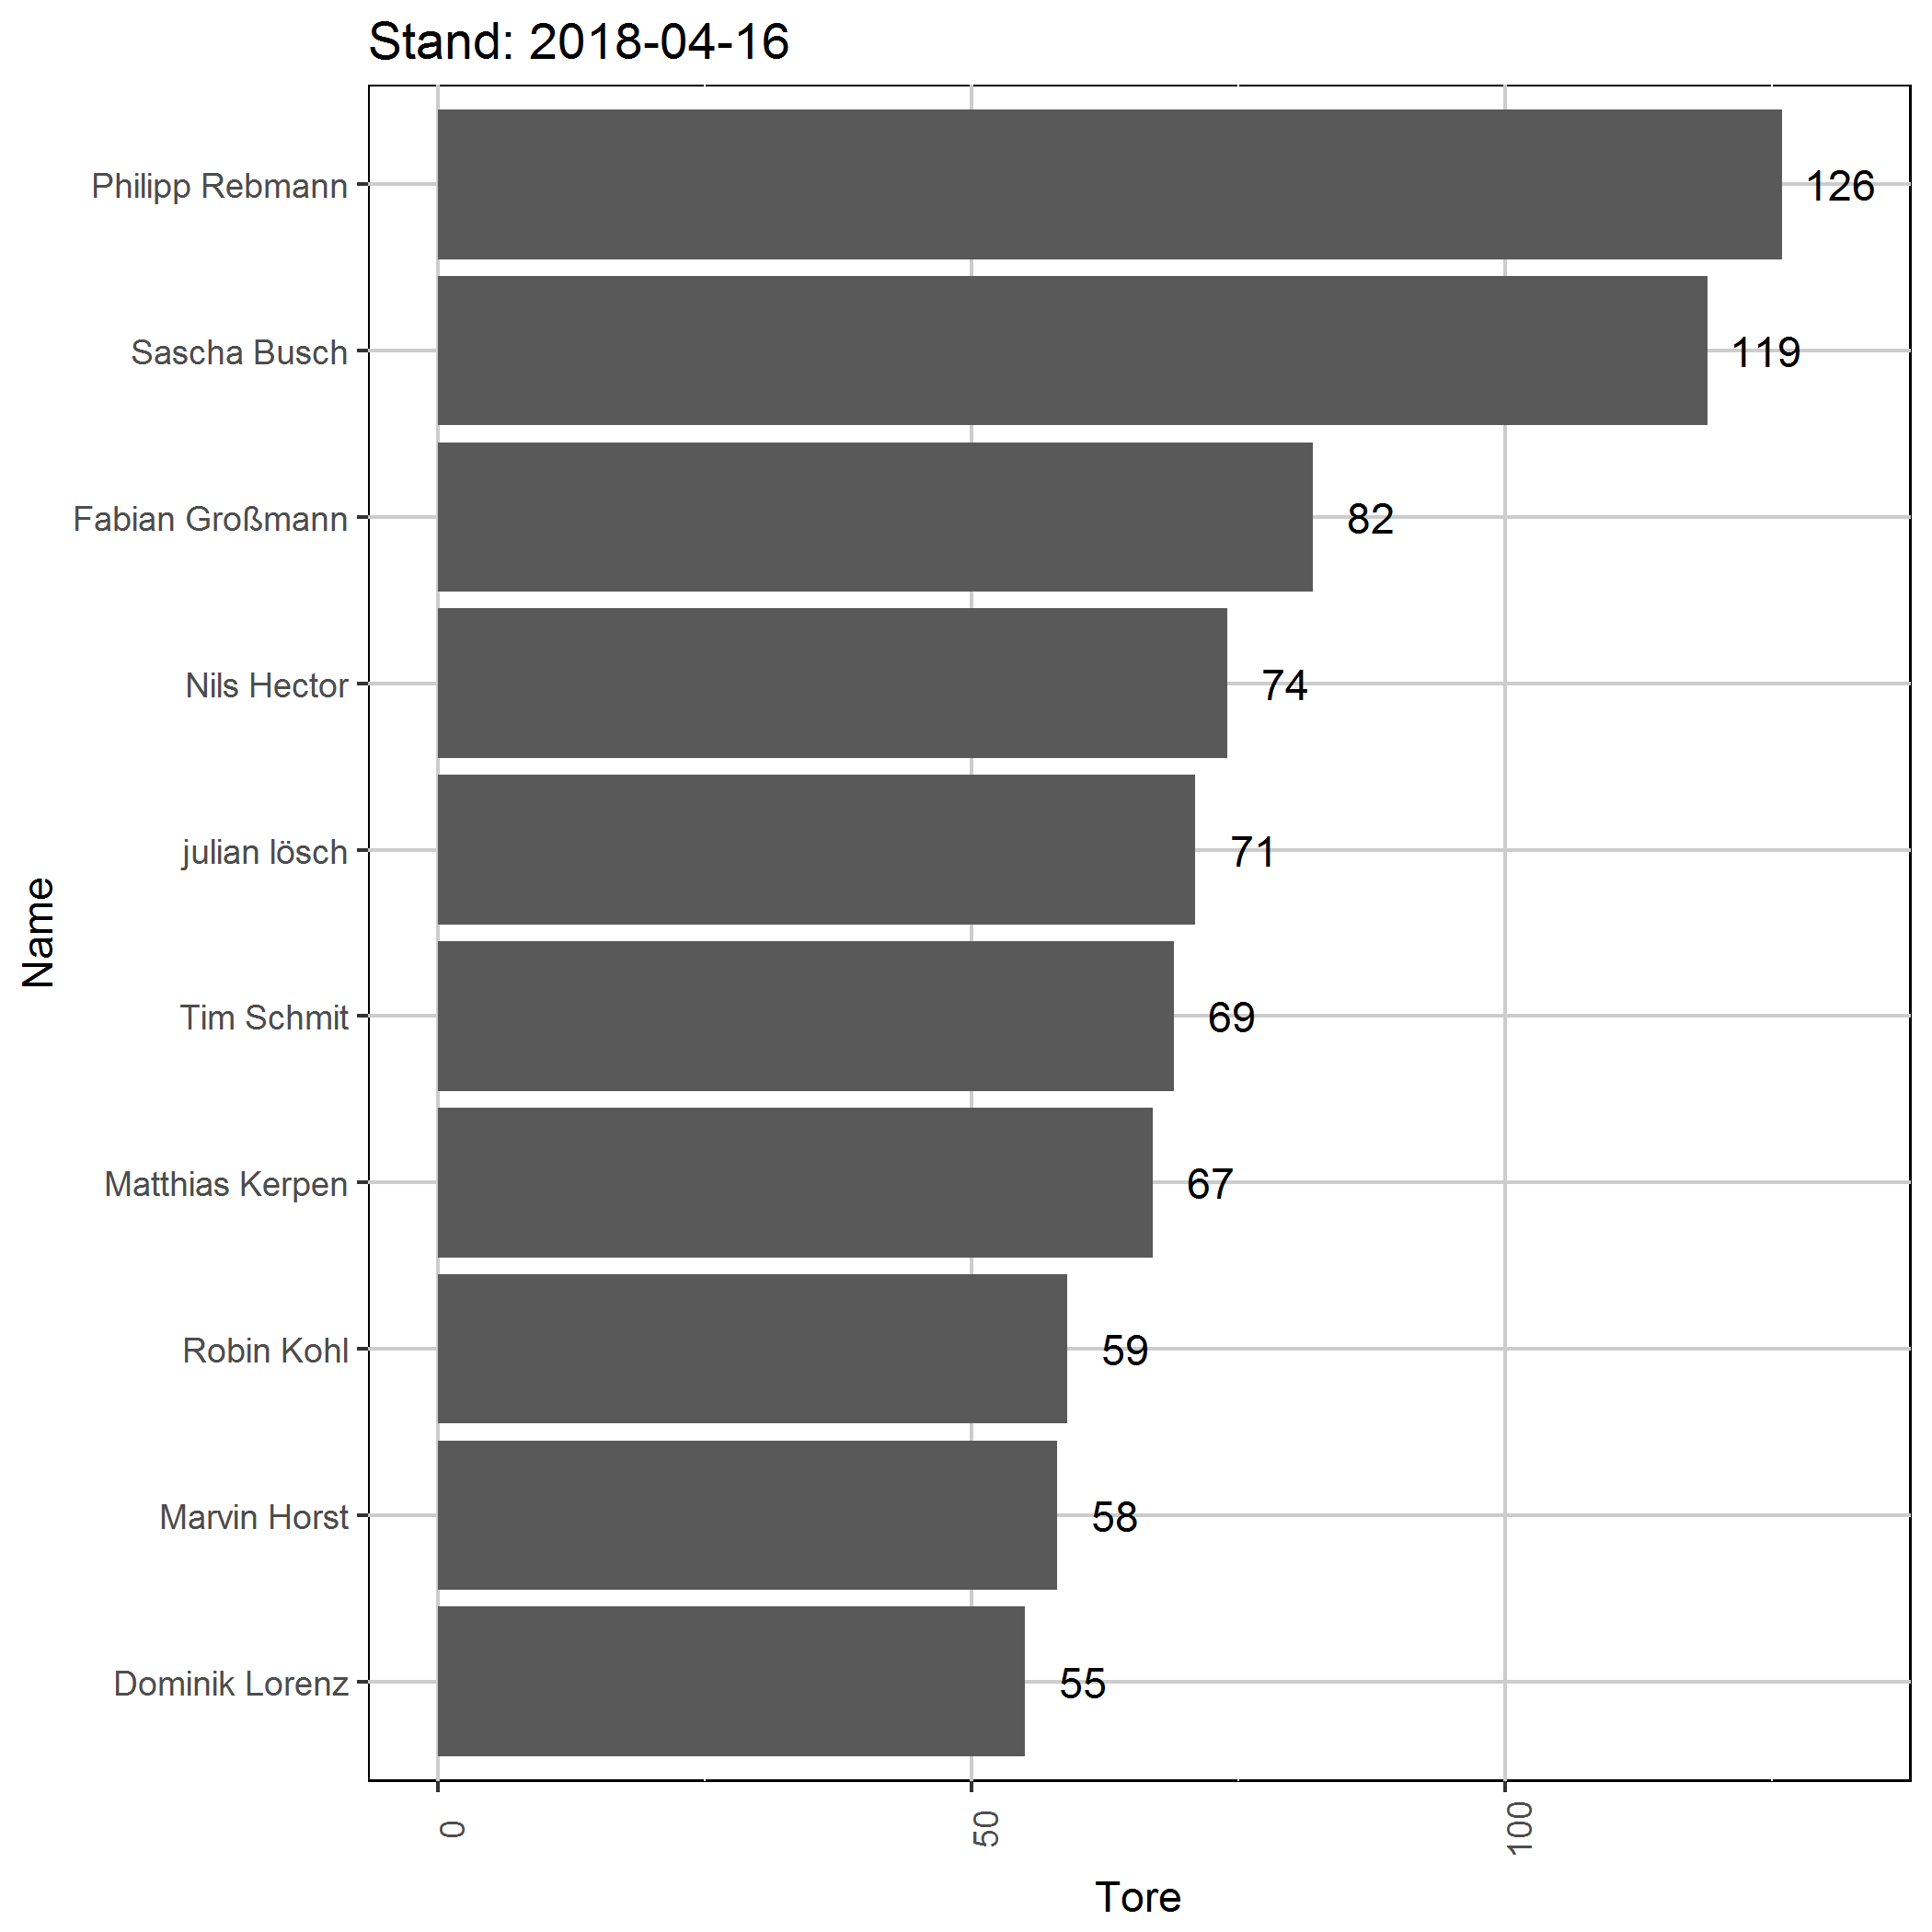 Stand: 2018-04-16
Philipp Rebmann 126
Sascha Busch 119
Fabian Großmann 82
Nils Hector 74
julian lösch 71
Tim Schmit 69
Matthias Kerpen 67
Robin Kohl 59
Marvin Horst 58
Dominik Lorenz 55
Name
0 50 100
Tore